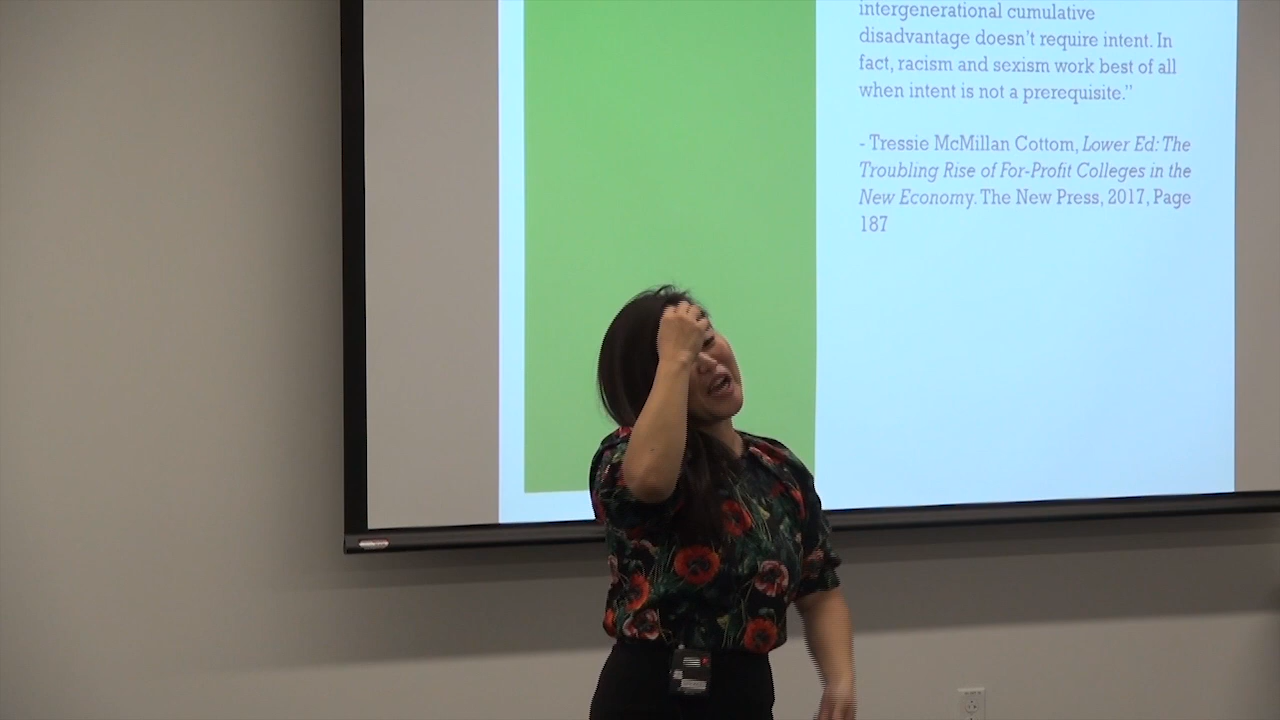 intergenerational cumulative
disadvantage doesn't require intent. In
fact, racism and sexism work best of all
when intent is not a prerequisite.”
- Tressie McMillan Cottom, Lower Ed: The
Troubling Rise of For-Profit Colleges in the
New Economy. The New Press, 2017, Page
187